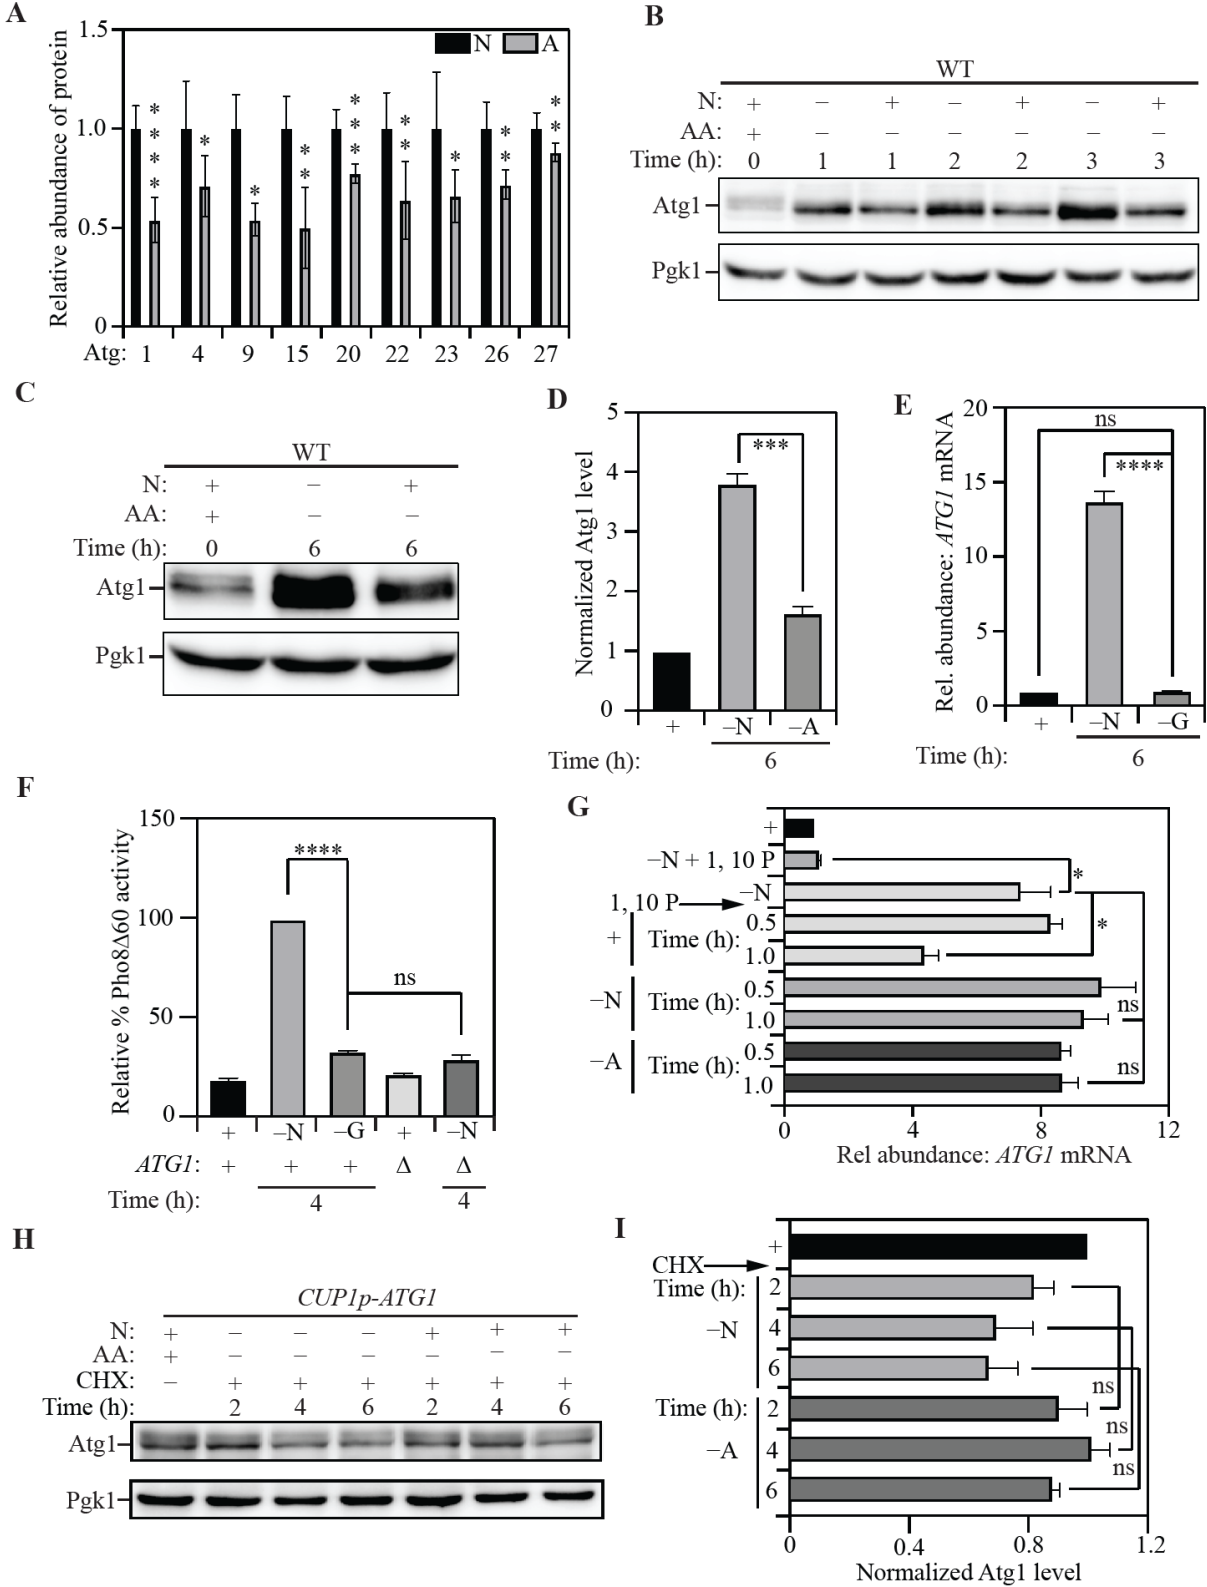 A
Relative abundance of protein
1.5
1.0
0.5
0
N A
* * * *
*
*
* *
* * *
* *
*
* *
* *
Atg: 1 4 9 15 20 22 23 26 27
B
WT
N: + − + − + − +
AA: + − − − − − −
Time (h): 0 1 1 2 2 3 3
Atg1
Pgk1
C
WT
N: + − +
AA: + − −
Time (h): 0 6 6
Atg1
Pgk1
D
Normalized Atg1 level
5
4
3
2
1
0
***
+ −N −A
Time (h): 6
E
Rel. abundance: ATG1 mRNA
20
15
10
5
0
ns
****
+ −N −G
Time (h): 6
F
Relative % Pho8Δ60 activity
150
100
50
0
****
ns
+ −N −G + −N
ATG1: + + + Δ Δ
Time (h): 4 4
G
+
−N + 1, 10 P
*
−N
1, 10 P
+ Time (h): 0.5
1.0
*
−N Time (h): 0.5
1.0
ns
−A Time (h): 0.5
1.0
ns
0 4 8 12
Rel abundance: ATG1 mRNA
H
CUP1p-ATG1
N: + − − − + + +
AA: + − − − − − −
CHX: − + + + + + +
Time (h): 2 4 6 2 4 6
Atg1
Pgk1
I
+
CHX
Time (h): 2
−N 4
6
ns
Time (h): 2
ns
−A 4
ns
6
0 0.4 0.8 1.2
Normalized Atg1 level